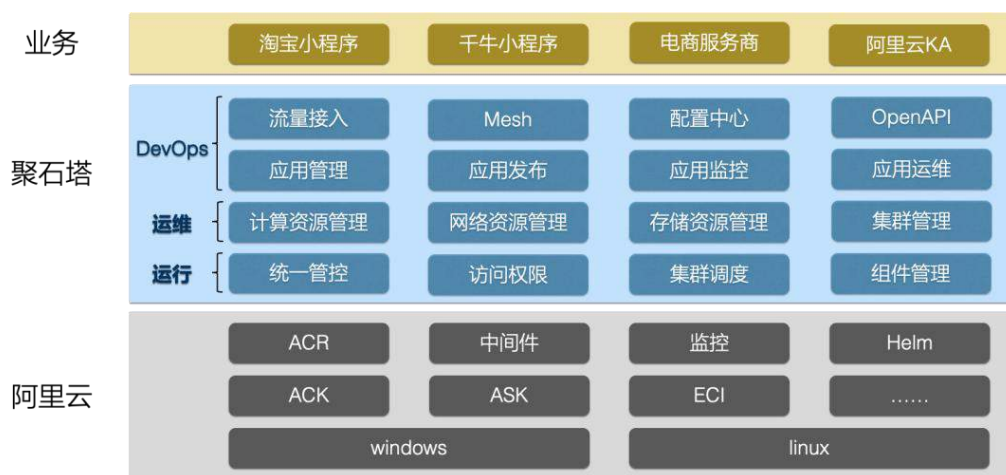 业务
淘宝小程序 千牛小程序 电商服务商 阿里云KA
聚石塔
DevOps
流量接入 Mesh 配置中心 OpenAPI
应用管理 应用发布 应用监控 应用运维
运维 计算资源管理 网络资源管理 存储资源管理 集群管理
运行 统一管控 访问权限 集群调度 组件管理
阿里云
ACR 中间件 监控 Helm
ACK ASK ECI ……
windows linux